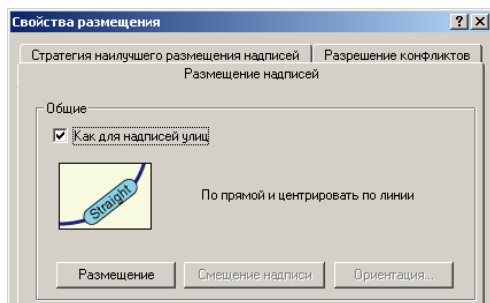 Свойства размещения
Стратегия наилучшего размещения надписей Разрешение конфликтов
Размещение надписей
Общие
Как для надписей улиц
Straight
По прямой и центрировать по линии
Размещение Смещение надписи Ориентация...